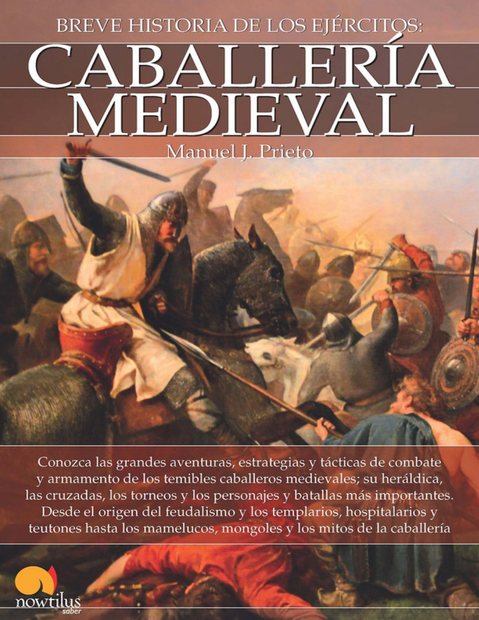 BREVE HISTORIA DE LOS EJÉRCITOS:
CABALLERÍA
MEDIEVAL
Manuel J. Prieto
Conozca las grandes aventuras, estrategias y tácticas de combate
y armamento de los temibles caballeros medievales; su heráldica,
las cruzadas, los torneos y los personajes y batallas más importantes.
Desde el origen del feudalismo y los templarios, hospitalarios y
teutones hasta los mamelucos, mongoles y los mitos de la caballería
nowtilus
saber